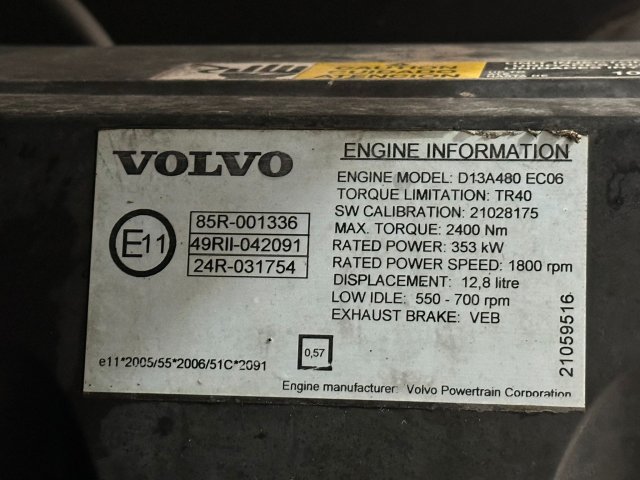 CAUTION
CUIDADO
ATENCION
VOLVO
E11
85R-001336
49RII-042091
24R-031754
e11*2005/55*2006/51C*2091
0,57
ENGINE INFORMATION
ENGINE MODEL: D13A480 EC06
TORQUE LIMITATION: TR40
SW CALIBRATION: 21028175
MAX. TORQUE: 2400 Nm
RATED POWER: 353 kW
RATED POWER SPEED: 1800 rpm
DISPLACEMENT: 12,8 litre
LOW IDLE: 550 - 700 rpm
EXHAUST BRAKE: VEB
Engine manufacturer: Volvo Powertrain Corporation
21059516